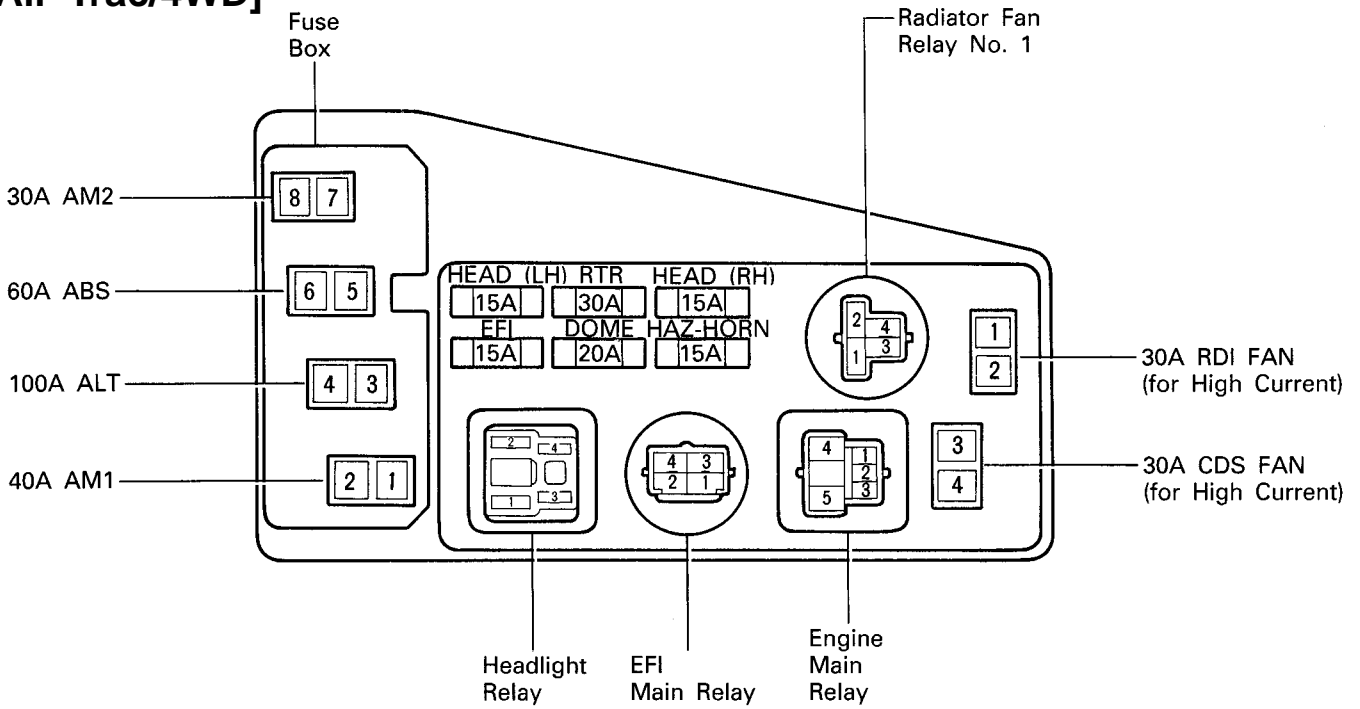 All-Trac/4WD]
Fuse
Box
Radiator Fan
Relay No. 1
30A AM2
8 7
60A ABS
6 5
100A ALT
4 3
40A AM1
2 1
HEAD (LH) RTR HEAD (RH)
15A 30A 15A
EFI DOME HAZ-HORN
15A 20A 15A
2 4
1 3
1
2
30A RDI FAN
(for High Current)
2 4
1 3
4 3
2 1
4 1
2
5 3
3
4
30A CDS FAN
(for High Current)
Headlight
Relay
EFI
Main Relay
Engine
Main
Relay